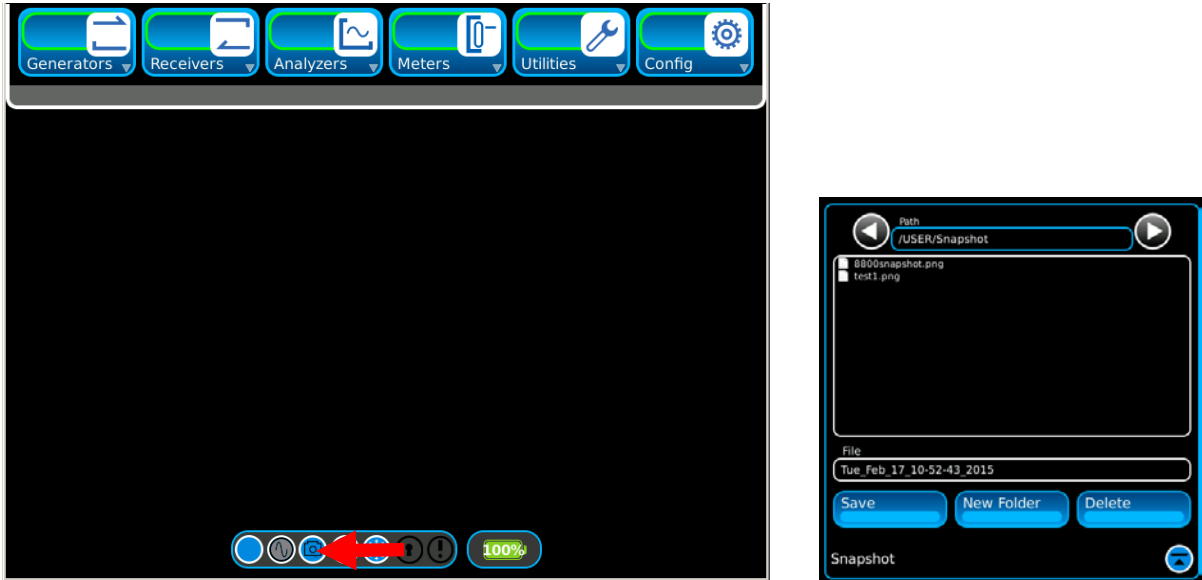 Generators Receivers Analyzers Meters Utilities Config
100%
Path
/USER/Snapshot
8800snapshot.png
test1.png
File
Tue_Feb_17_10-52-43_2015
Save New Folder Delete
Snapshot